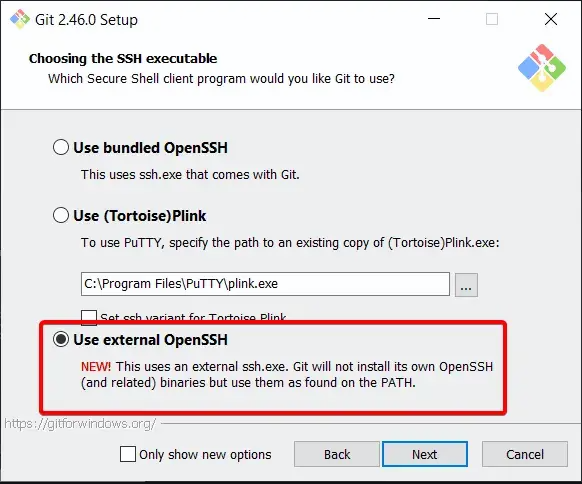 Git 2.46.0 Setup
Choosing the SSH executable
Which Secure Shell client program would you like Git to use?
Use bundled OpenSSH
This uses ssh.exe that comes with Git.
Use (Tortoise)Plink
To use PuTTY, specify the path to an existing copy of (Tortoise)Plink.exe:
C:\Program Files\PuTTY\plink.exe
...
Set ssh variant for Tortoise Plink
Use external OpenSSH
NEW! This uses an external ssh.exe. Git will not install its own OpenSSH
(and related) binaries but use them as found on the PATH.
https://gitforwindows.org/
Only show new options
Back
Next
Cancel